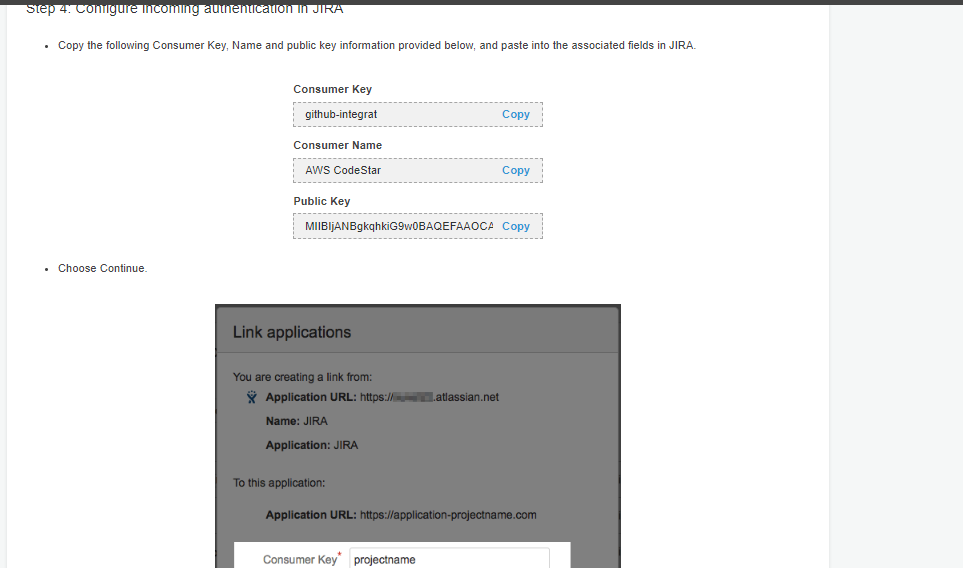 Step 4: Configure incoming authentication in JIRA
Copy the following Consumer Key, Name and public key information provided below, and paste into the associated fields in JIRA.
Consumer Key
github-integrat Copy
Consumer Name
AWS CodeStar Copy
Public Key
MIIBIjANBgkqhkiG9w0BAQEFAAOCA Copy
Choose Continue.
Link applications
You are creating a link from:
Application URL: https:// .atlassian.net
Name: JIRA
Application: JIRA
To this application:
Application URL: https://application-projectname.com
Consumer Key* projectname